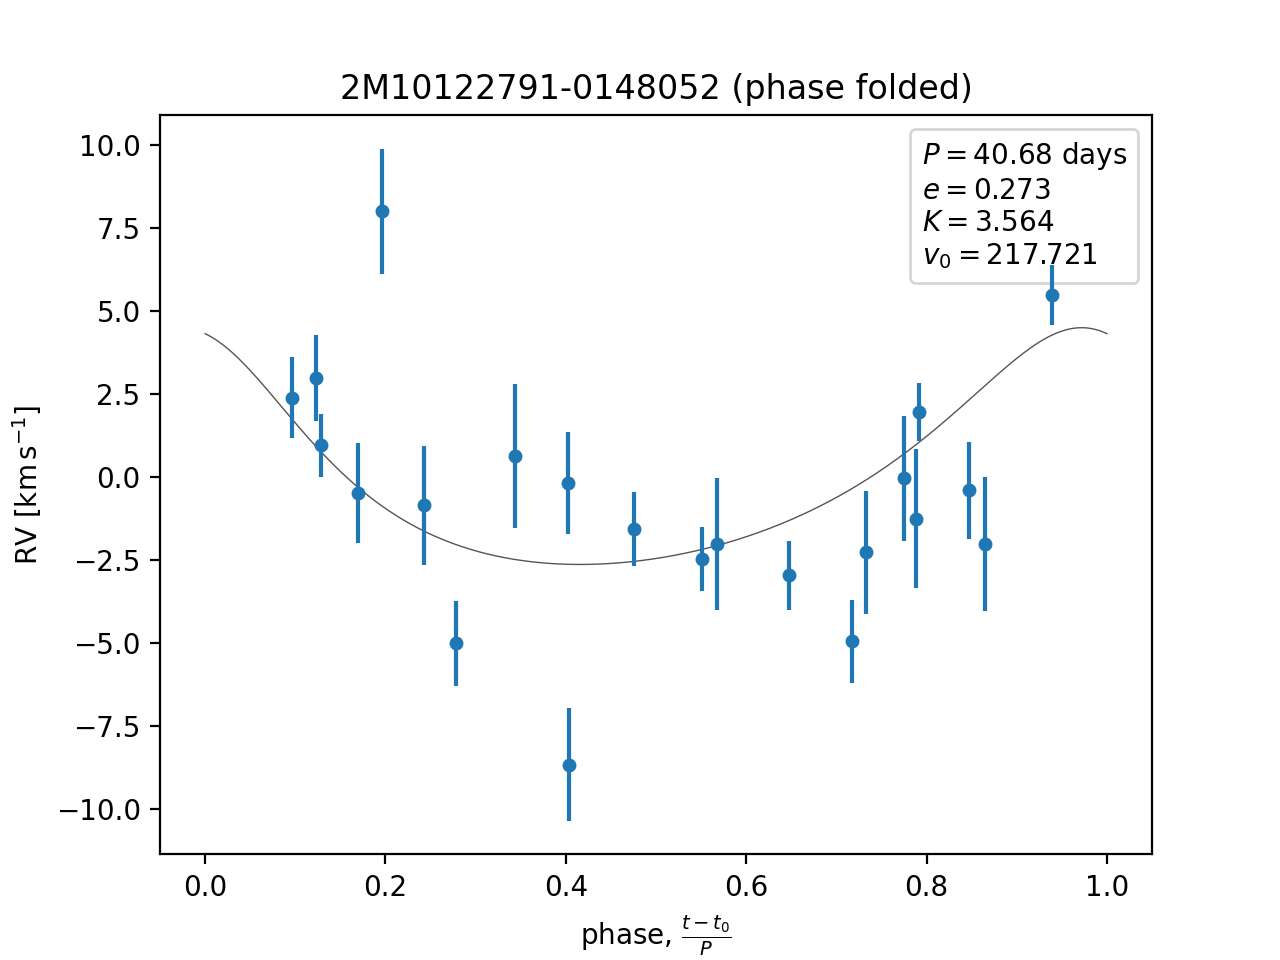 2M10122791-0148052 (phase folded)
P = 40.68 days
e = 0.273
K = 3.564
v₀ = 217.721
10.0
7.5
5.0
2.5
0.0
−2.5
−5.0
−7.5
−10.0
RV [km s⁻¹]
0.0 0.2 0.4 0.6 0.8 1.0
phase, (t − t₀)/P